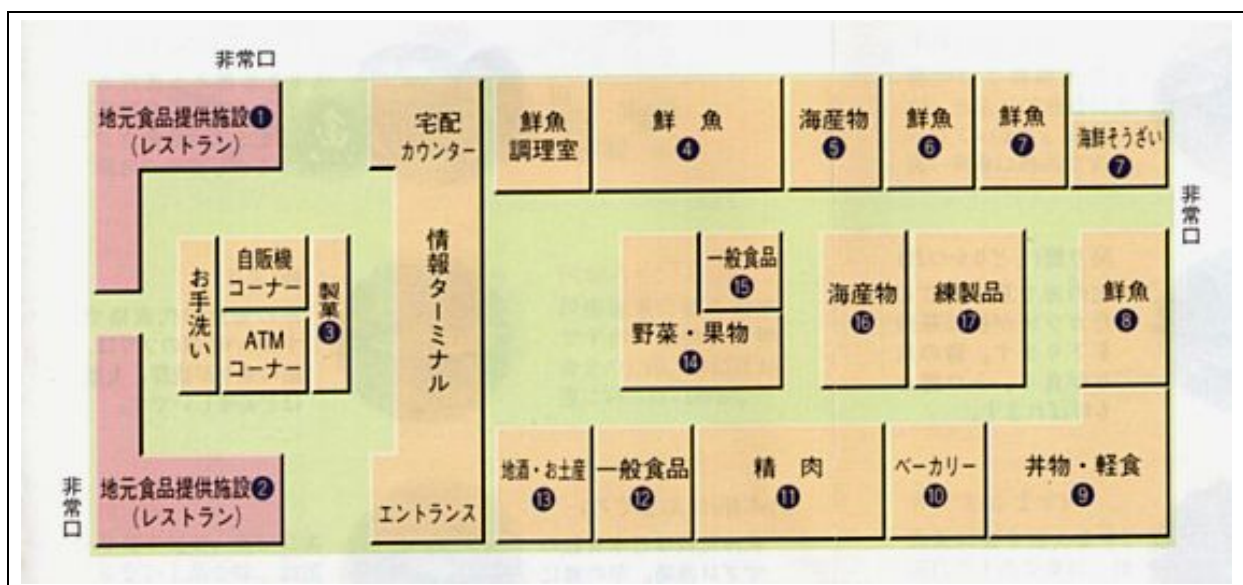 非常口
地元食品提供施設❶
(レストラン)
宅配
カウンター
鮮魚
調理室
鮮 魚
❹
海産物
❺
鮮魚
❻
鮮魚
❼
海鮮そうざい
❼
非常口
お手洗い
自販機
コーナー
ATM
コーナー
製菓❸
情報ターミナル
一般食品
⓯
野菜・果物
⓮
海産物
⓰
練製品
⓱
鮮魚
❽
非常口
地元食品提供施設❷
(レストラン)
エントランス
地酒・お土産
⓭
一般食品
⓬
精 肉
⓫
ベーカリー
❿
丼物・軽食
❾